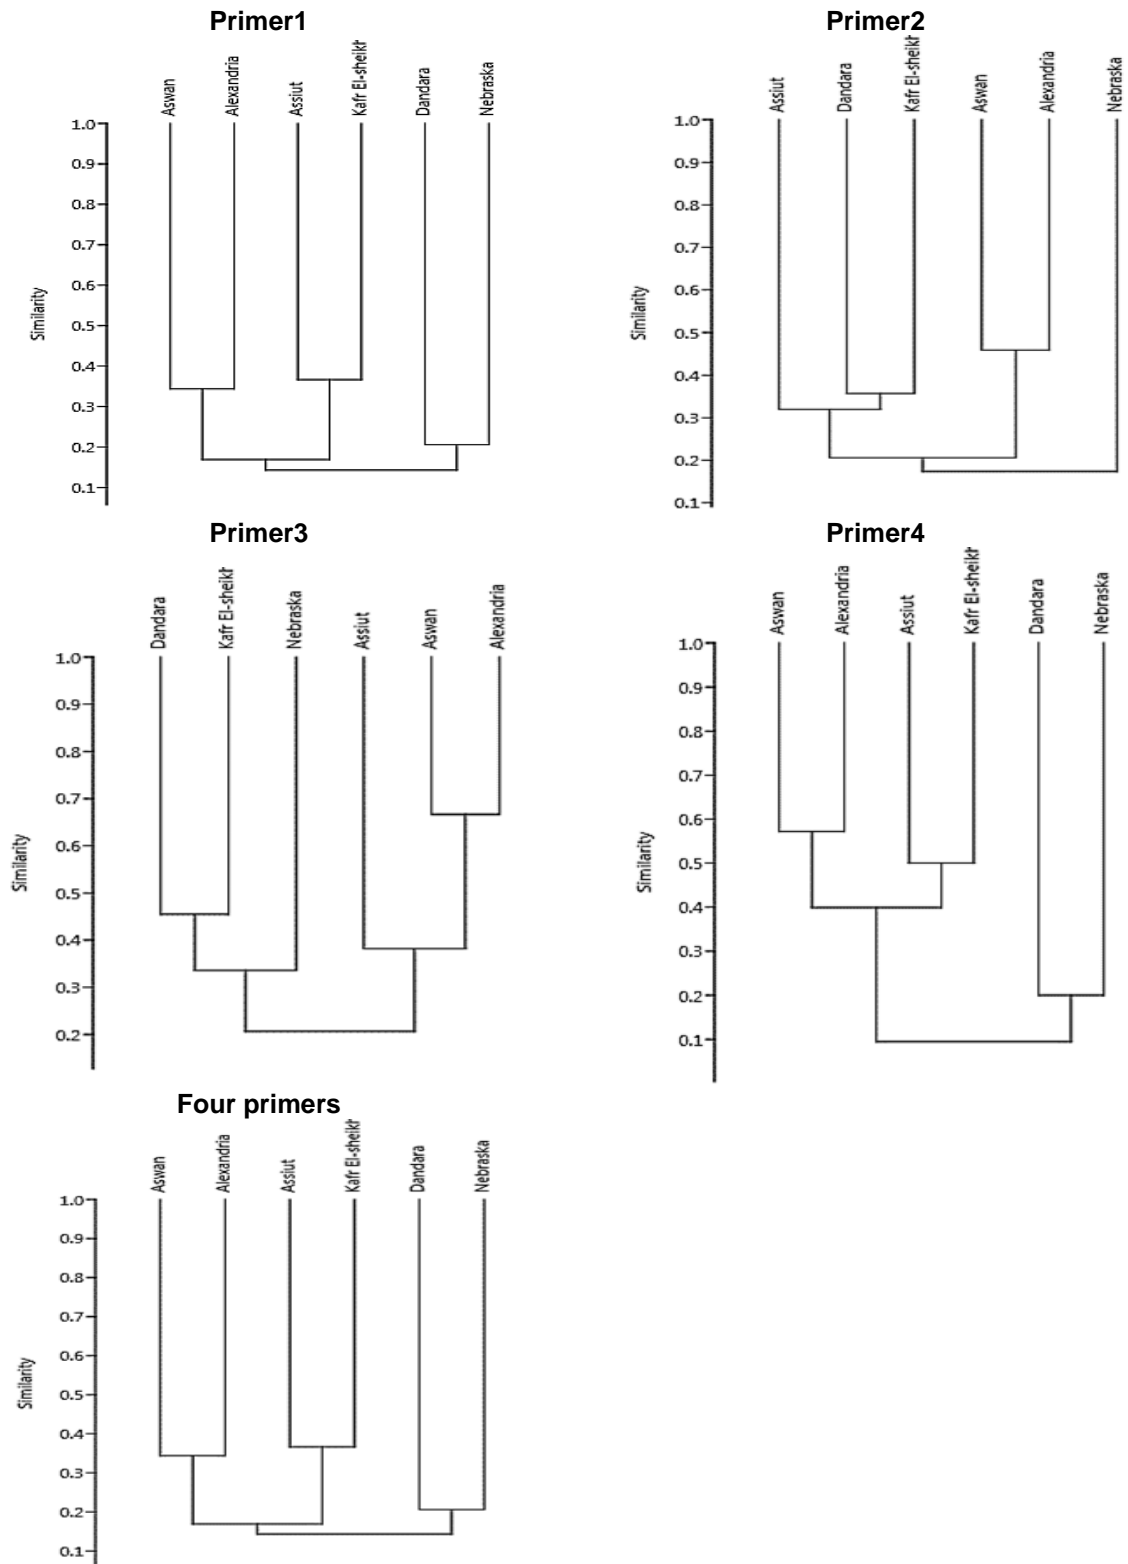 Primer1
Aswan
Alexandria
Assiut
Kafr El-sheikh
Dandara
Nebraska
1.0
0.9
0.8
0.7
0.6
0.5
0.4
0.3
0.2
0.1
Similarity
Primer2
Assiut
Dandara
Kafr El-sheikh
Aswan
Alexandria
Nebraska
1.0
0.9
0.8
0.7
0.6
0.5
0.4
0.3
0.2
0.1
Similarity
Primer3
Dandara
Kafr El-sheikh
Nebraska
Assiut
Aswan
Alexandria
1.0
0.9
0.8
0.7
0.6
0.5
0.4
0.3
0.2
Similarity
Primer4
Aswan
Alexandria
Assiut
Kafr El-sheikh
Dandara
Nebraska
1.0
0.9
0.8
0.7
0.6
0.5
0.4
0.3
0.2
0.1
Similarity
Four primers
Aswan
Alexandria
Assiut
Kafr El-sheikh
Dandara
Nebraska
1.0
0.9
0.8
0.7
0.6
0.5
0.4
0.3
0.2
0.1
Similarity